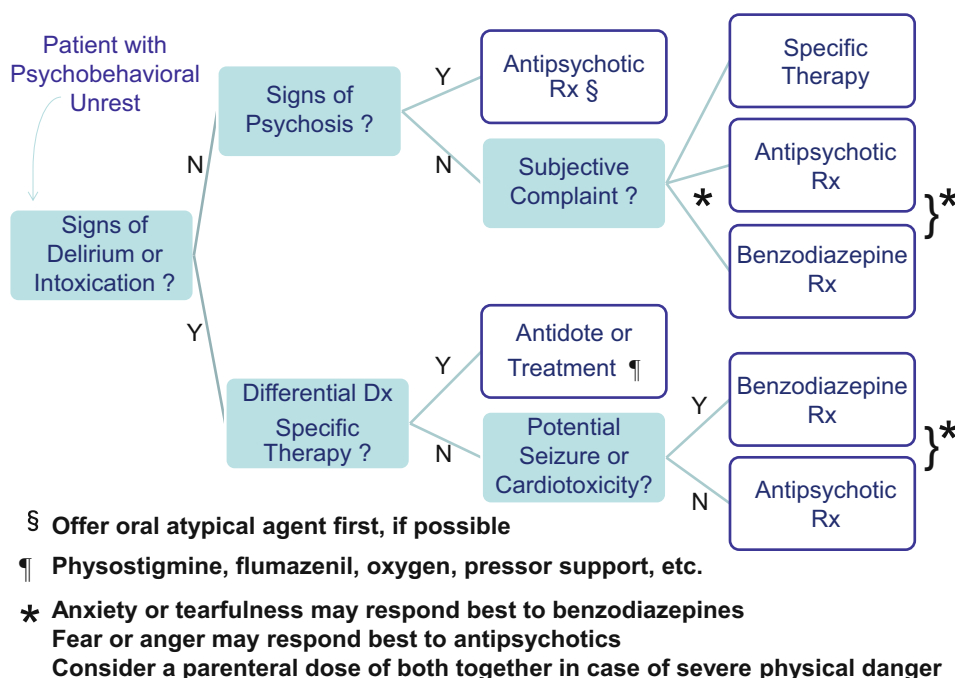 Patient with
Psychobehavioral
Unrest
Signs of
Delirium or
Intoxication ?
N
Y
Signs of
Psychosis ?
Y
N
Antipsychotic
Rx §
Subjective
Complaint ?
*
Specific
Therapy
Antipsychotic
Rx
Benzodiazepine
Rx
}*
Differential Dx
Specific
Therapy ?
Y
N
Antidote or
Treatment ¶
Potential
Seizure or
Cardiotoxicity?
Y
N
Benzodiazepine
Rx
Antipsychotic
Rx
}*
§ Offer oral atypical agent first, if possible
¶ Physostigmine, flumazenil, oxygen, pressor support, etc.
* Anxiety or tearfulness may respond best to benzodiazepines
Fear or anger may respond best to antipsychotics
Consider a parenteral dose of both together in case of severe physical danger